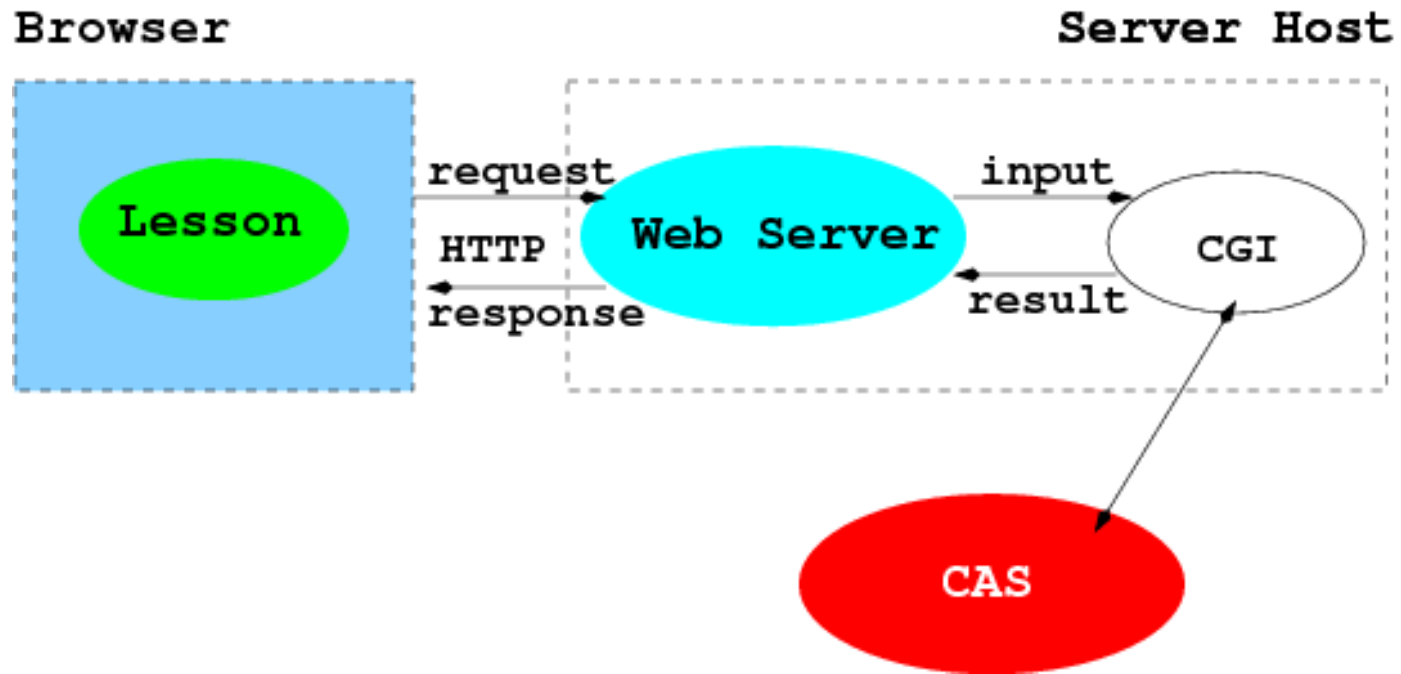 Browser
Server Host
request
input
Lesson
Web Server
HTTP
CGI
response
result
CAS